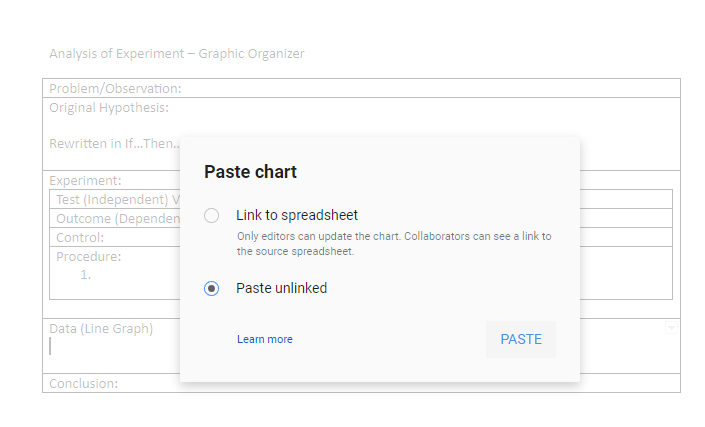 Analysis of Experiment – Graphic Organizer
Problem/Observation:
Original Hypothesis:
Rewritten in If...Then..
Experiment:
Test (Independent) V
Outcome (Dependen
Control:
Procedure:
1.
Data (Line Graph)
Conclusion:
Paste chart
Link to spreadsheet
Only editors can update the chart. Collaborators can see a link to
the source spreadsheet.
Paste unlinked
Learn more
PASTE